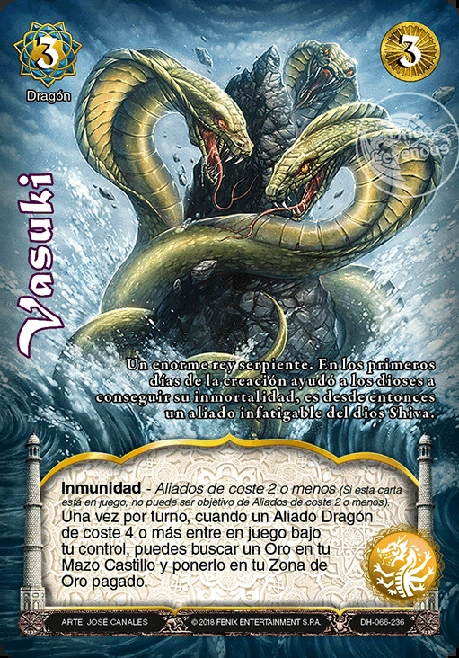 3
3
Dragón
Vasuki
Un enorme rey serpiente. En los primeros
días de la creación ayudó a los dioses a
conseguir su inmortalidad, es desde entonces
un aliado infatigable del dios Shiva.
Inmunidad - Aliados de coste 2 o menos (Si esta carta
está en juego, no puede ser objetivo de Aliados de coste 2 o menos).
Una vez por turno, cuando un Aliado Dragón
de coste 4 o más entre en juego bajo
tu control, puedes buscar un Oro en tu
Mazo Castillo y ponerlo en tu Zona de
Oro pagado.
ARTE JOSÉ CANALES
© 2018 FENIX ENTERTAINMENT S.P.A.
DH-066-236